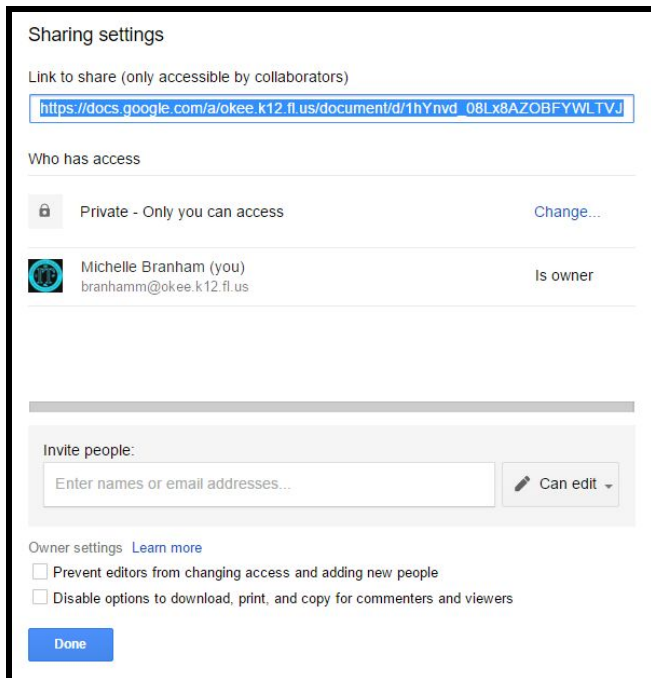 Sharing settings
Link to share (only accessible by collaborators)
https://docs.google.com/a/okee.k12.fl.us/document/d/1hYnvd_08Lx8AZOBFYWLTVJ
Who has access
Private - Only you can access
Change...
Michelle Branham (you)
Is owner
branhamm@okee.k12.fl.us
Invite people:
Enter names or email addresses...
Can edit
Owner settings Learn more
Prevent editors from changing access and adding new people
Disable options to download, print, and copy for commenters and viewers
Done